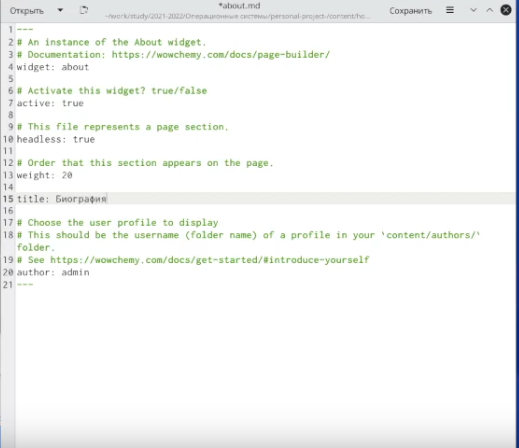 Открыть
*about.md
~/work/study/2021-2022/Операционные системы/personal-project/content/ho...
Сохранить
1 ---
2 # An instance of the About widget.
3 # Documentation: https://wowchemy.com/docs/page-builder/
4 widget: about
5
6 # Activate this widget? true/false
7 active: true
8
9 # This file represents a page section.
10 headless: true
11
12 # Order that this section appears on the page.
13 weight: 20
14
15 title: Биография
16
17 # Choose the user profile to display
18 # This should be the username (folder name) of a profile in your `content/authors/`
folder.
19 # See https://wowchemy.com/docs/get-started/#introduce-yourself
20 author: admin
21 ---